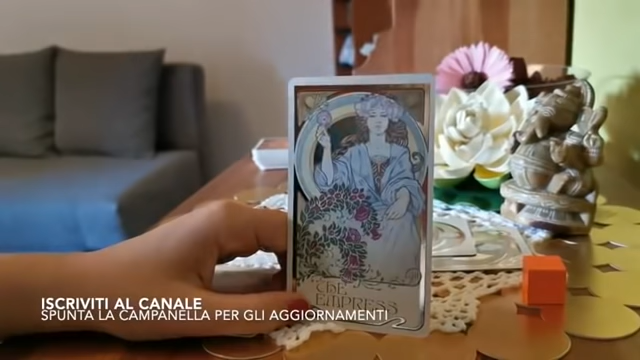 THE
EMPRESS
ISCRIVITI AL CANALE
SPUNTA LA CAMPANELLA PER GLI AGGIORNAMENTI